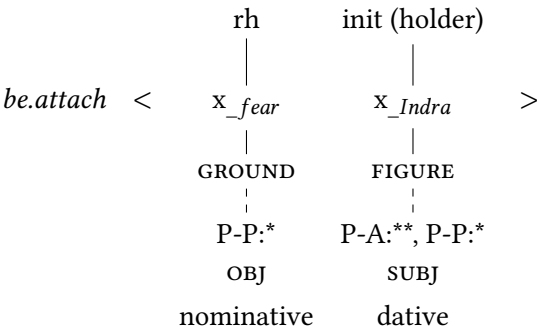 rh init (holder)
be.attach < x_fear x_Indra >
GROUND FIGURE
P-P:* P-A:**, P-P:*
OBJ SUBJ
nominative dative